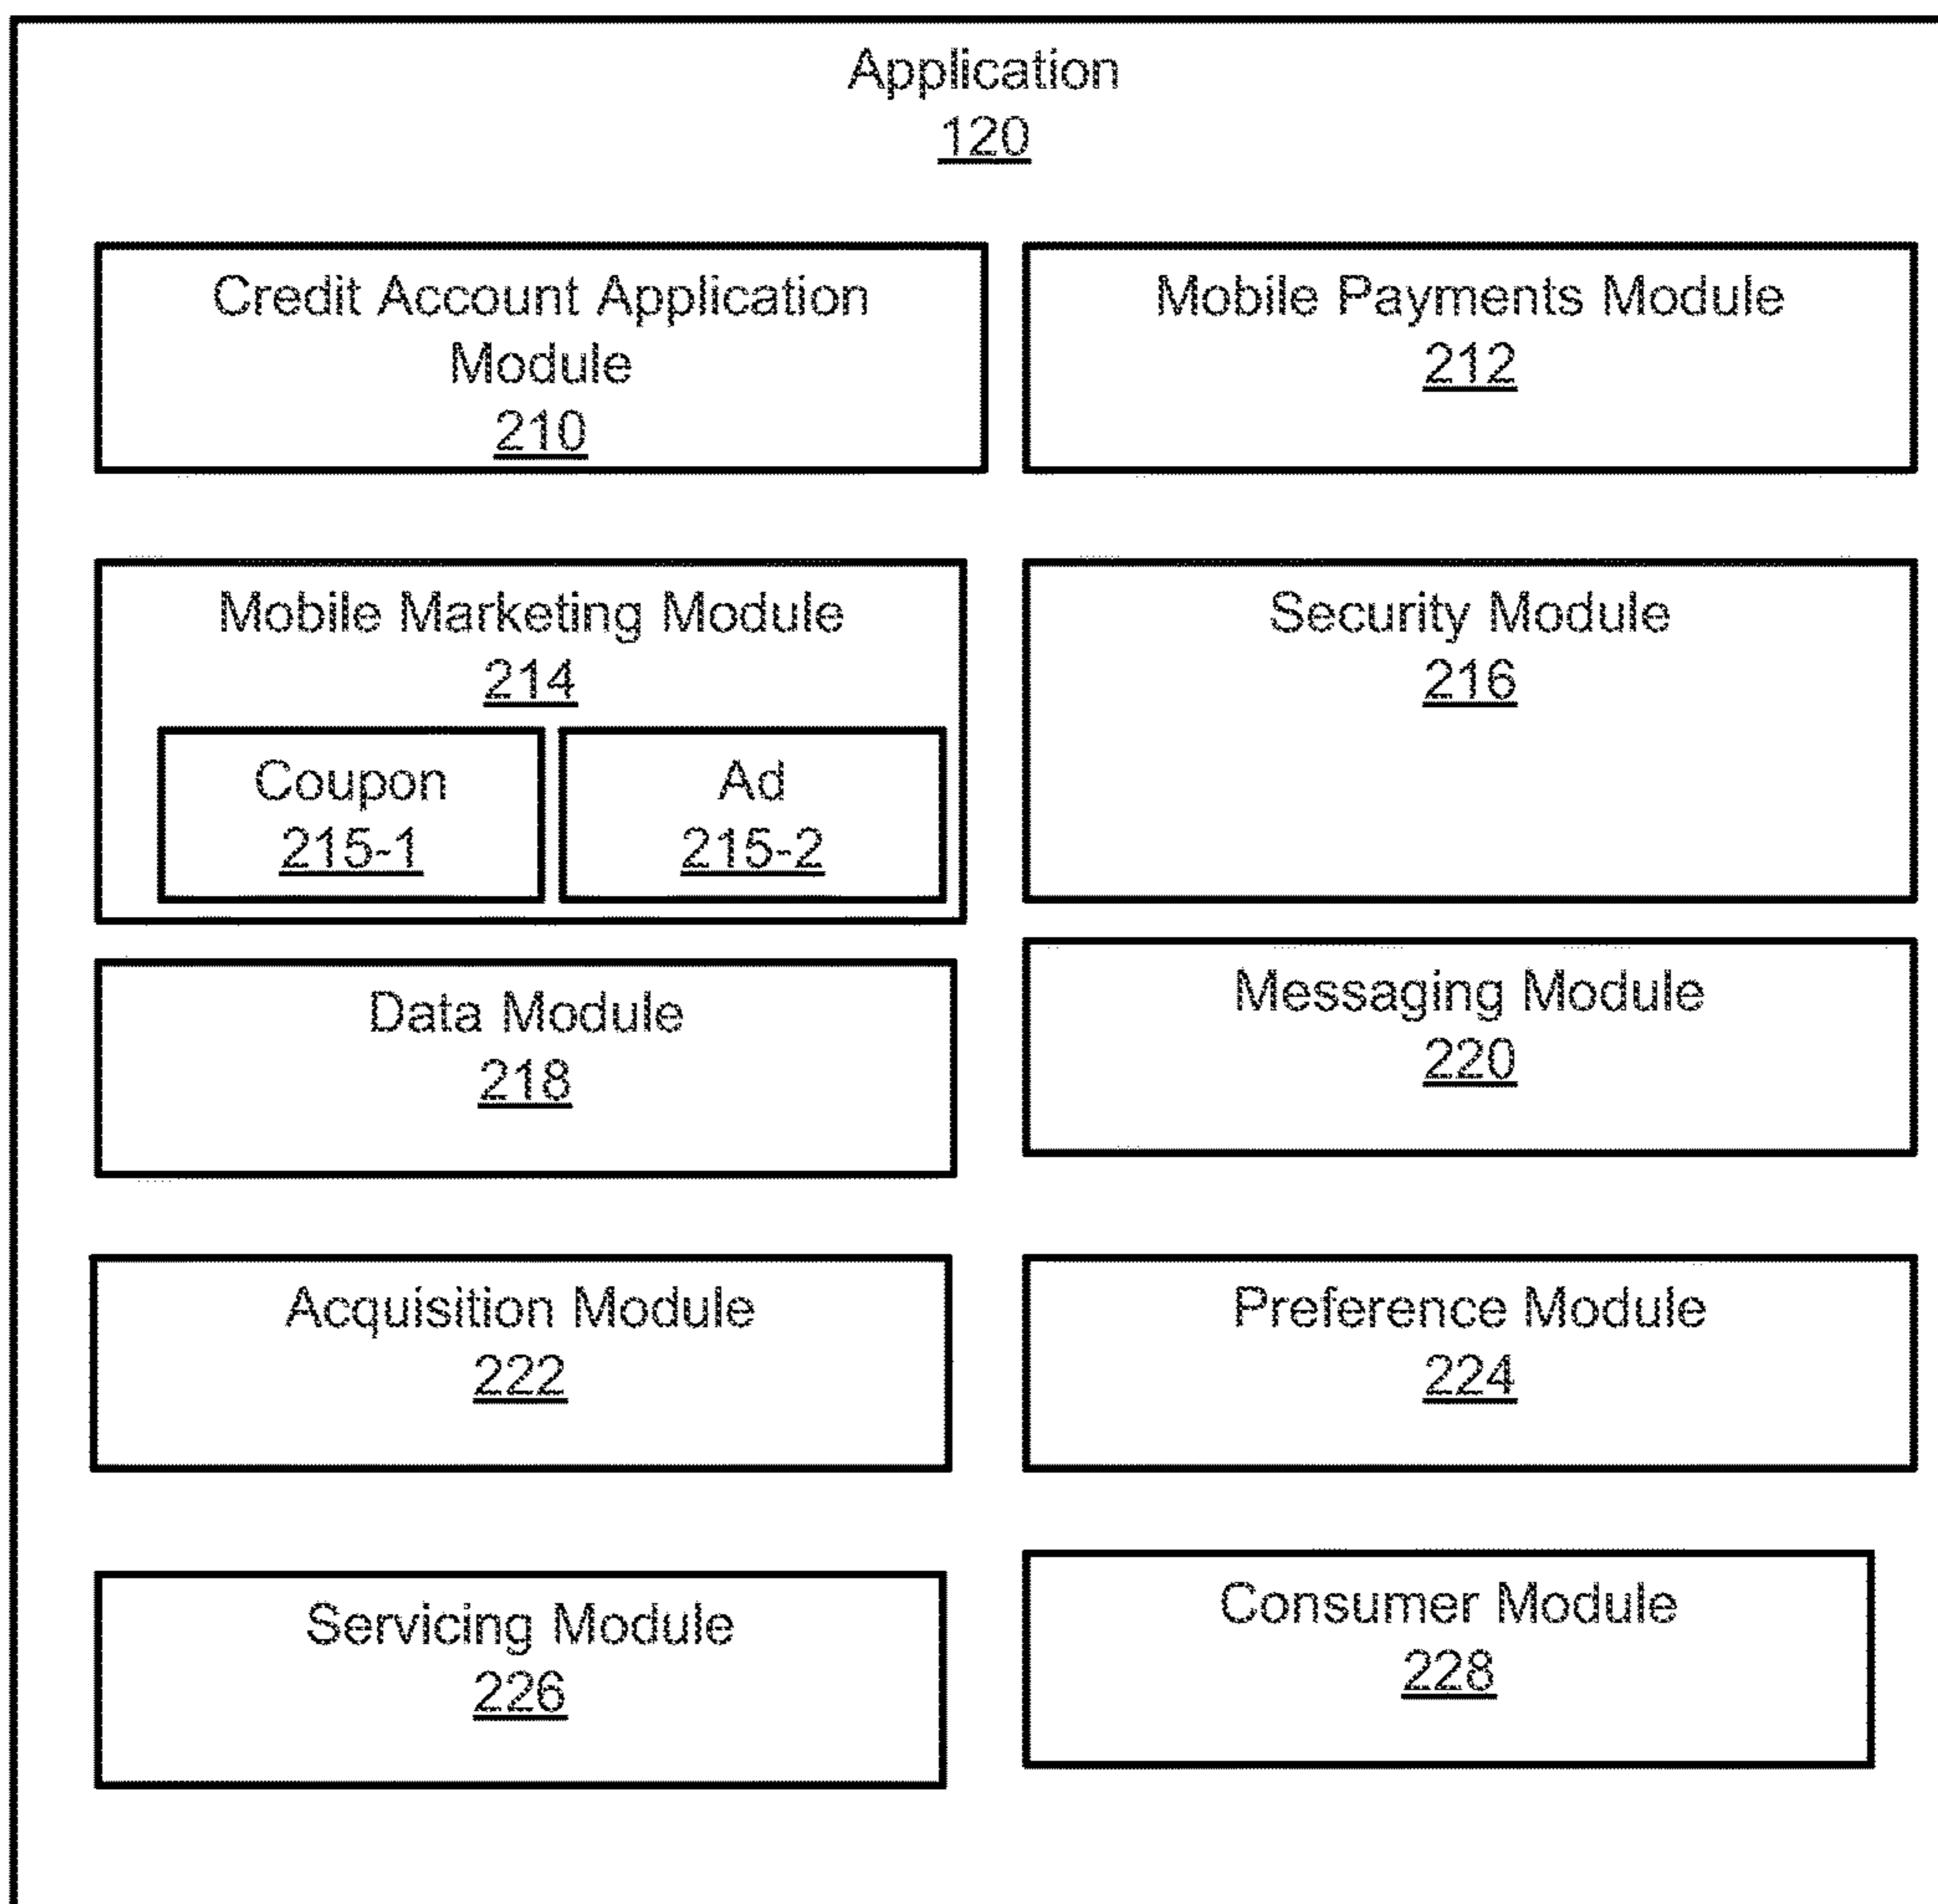 Application
120
Credit Account Application
Module
210
Mobile Payments Module
212
Mobile Marketing Module
214
Coupon
215-1
Ad
215-2
Security Module
216
Data Module
218
Messaging Module
220
Acquisition Module
222
Preference Module
224
Servicing Module
226
Consumer Module
228